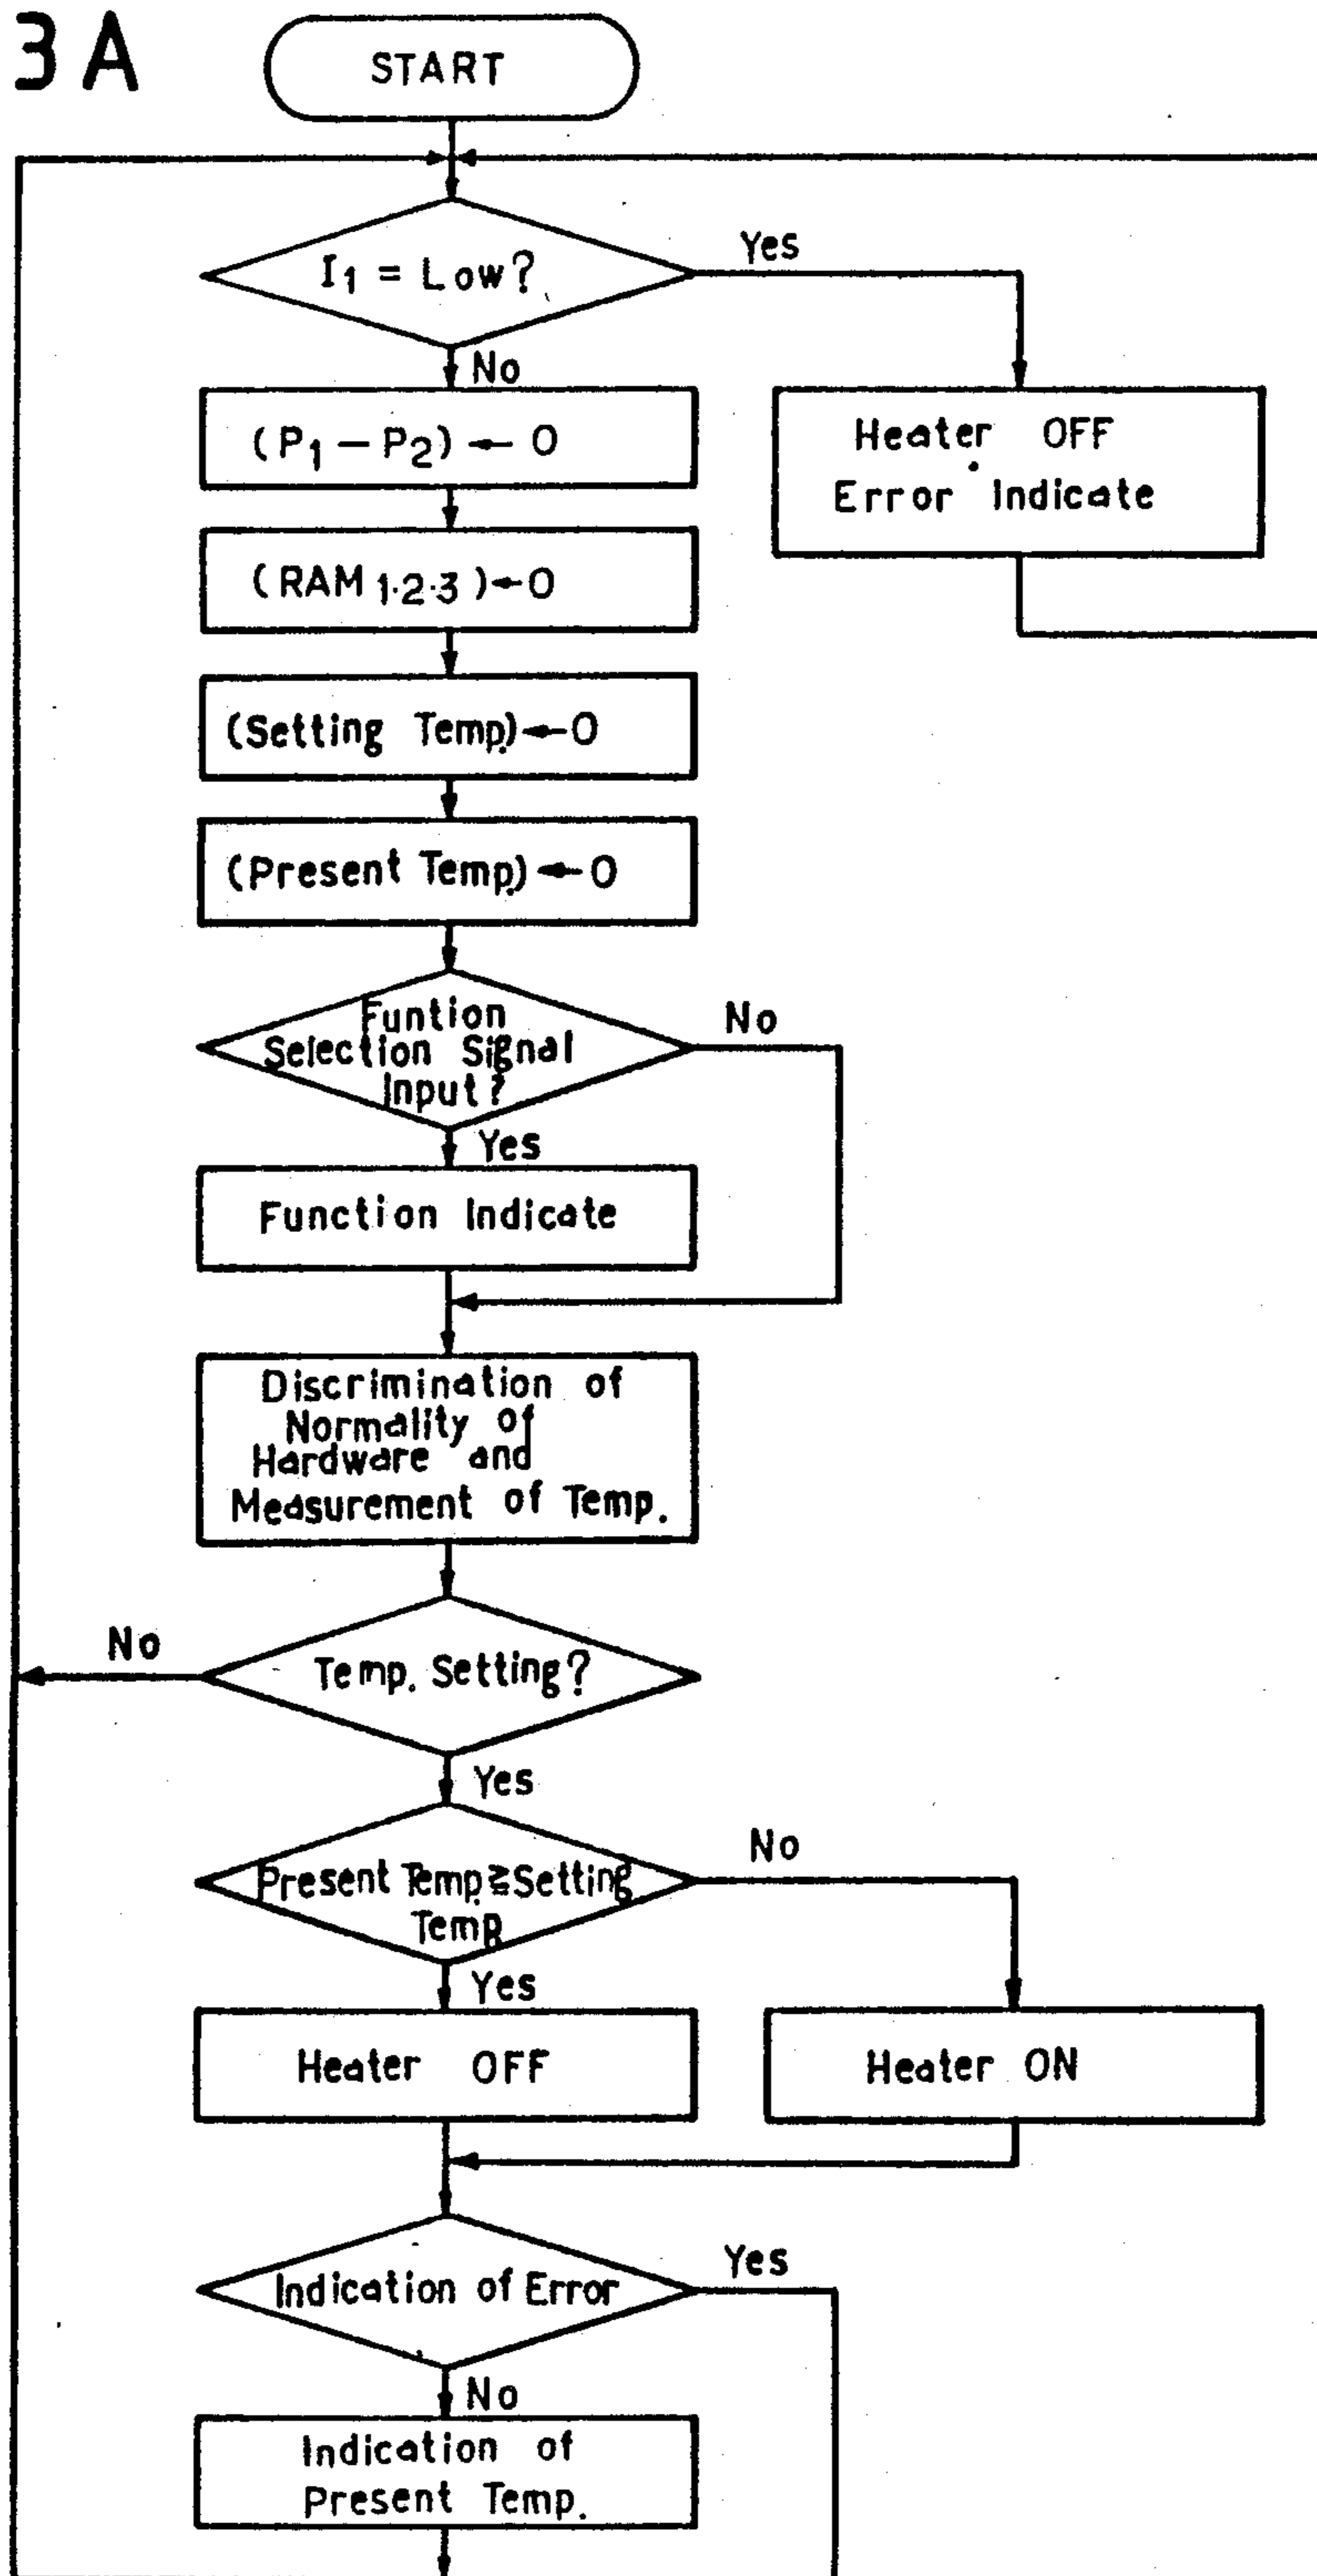 3A
START
I1 = Low?
Yes
No
(P1 – P2) ← 0
Heater OFF
Error Indicate
(RAM 1·2·3) ← 0
(Setting Temp.) ← 0
(Present Temp.) ← 0
Funtion
Selection Signal
Input?
No
Yes
Function Indicate
Discrimination of
Normality of
Hardware and
Measurement of Temp.
No
Temp. Setting?
Yes
Present Temp. ≧ Setting
Temp.
No
Yes
Heater OFF
Heater ON
Indication of Error
Yes
No
Indication of
Present Temp.